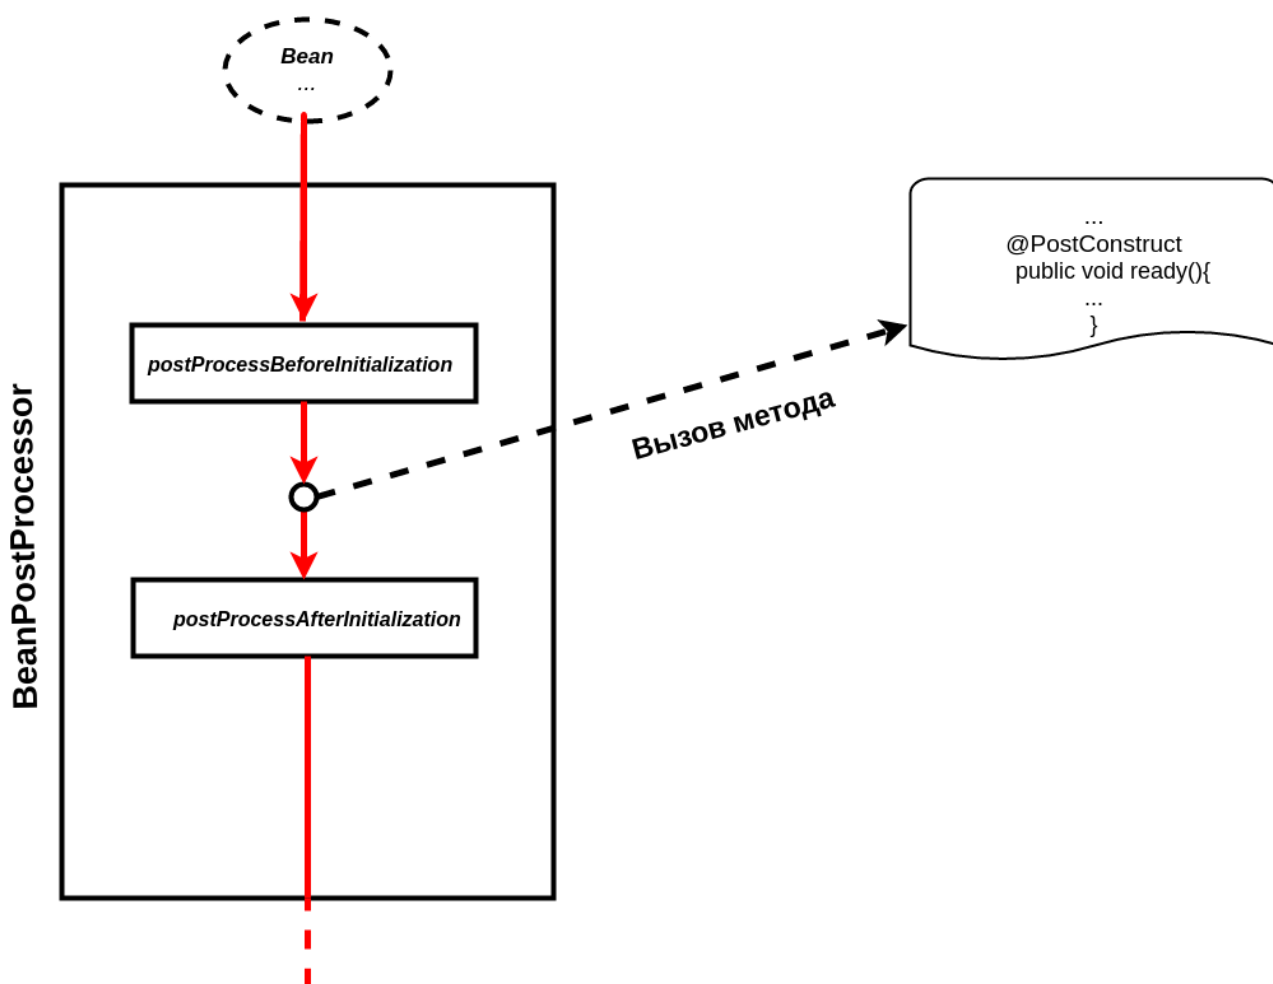 Bean
...
BeanPostProcessor
postProcessBeforeInitialization
postProcessAfterInitialization
Вызов метода
...
@PostConstruct
public void ready(){
...
}